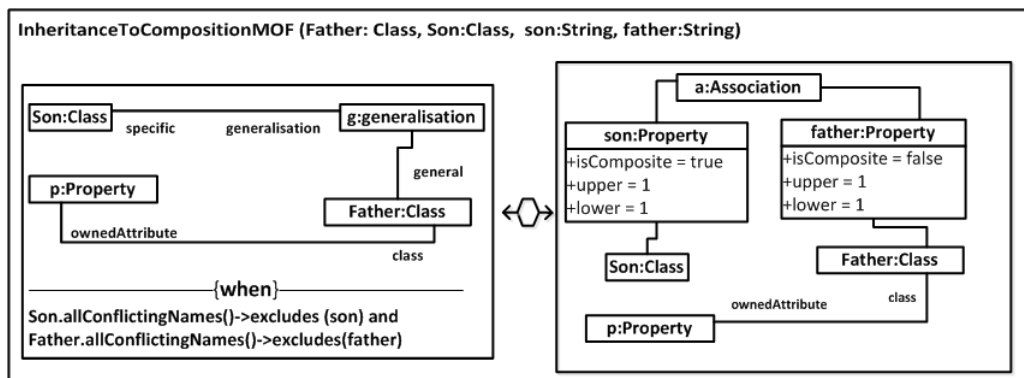 InheritanceToCompositionMOF (Father: Class, Son:Class, son:String, father:String)
Son:Class
specific
generalisation
g:generalisation
general
p:Property
Father:Class
ownedAttribute
class
{when}
Son.allConflictingNames()->excludes (son) and
Father.allConflictingNames()->excludes(father)
a:Association
son:Property
+isComposite = true
+upper = 1
+lower = 1
father:Property
+isComposite = false
+upper = 1
+lower = 1
Son:Class
Father:Class
ownedAttribute
class
p:Property